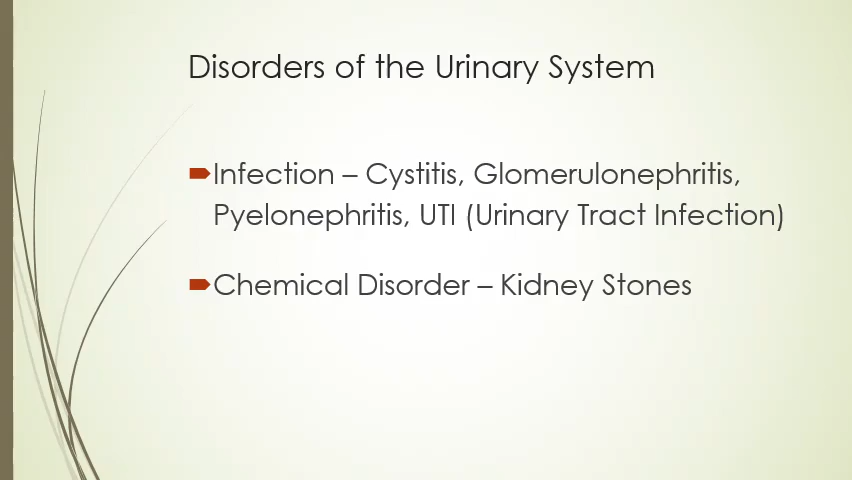 Disorders of the Urinary System
Infection – Cystitis, Glomerulonephritis,
Pyelonephritis, UTI (Urinary Tract Infection)
Chemical Disorder – Kidney Stones